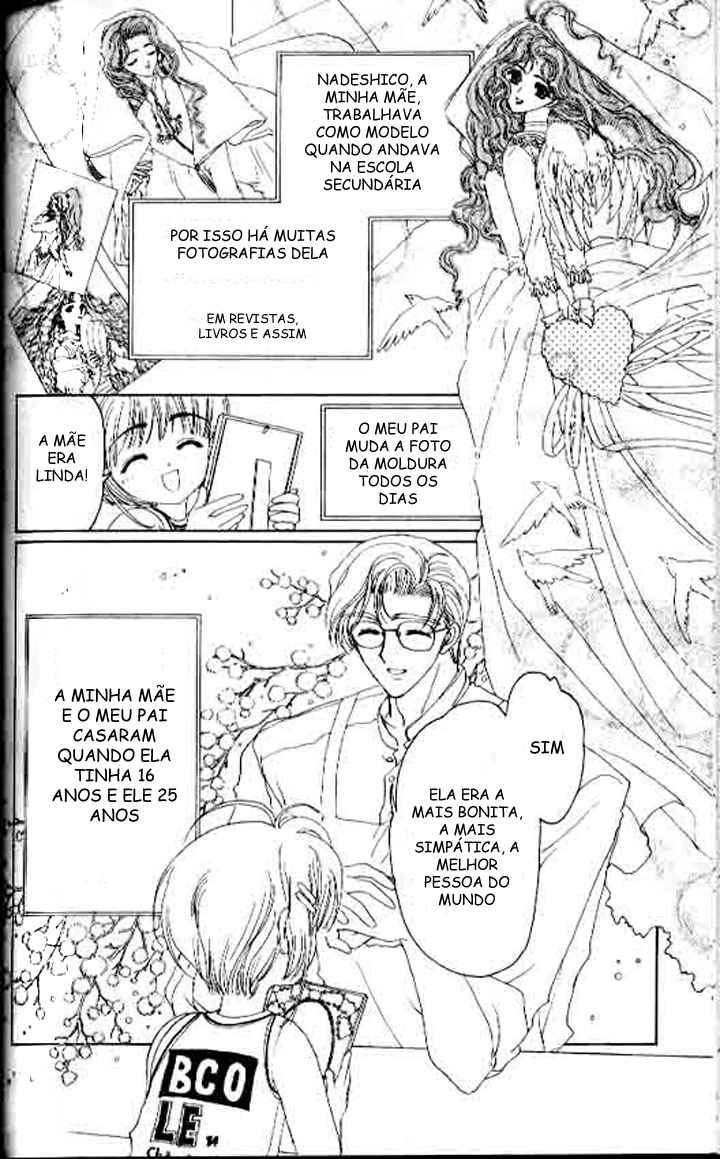 NADESHICO, A
MINHA MÃE,
TRABALHAVA
COMO MODELO
QUANDO ANDAVA
NA ESCOLA
SECUNDÁRIA
POR ISSO HÁ MUITAS
FOTOGRAFIAS DELA
EM REVISTAS,
LIVROS E ASSIM
O MEU PAI
MUDA A FOTO
DA MOLDURA
TODOS OS
DIAS
A MÃE
ERA
LINDA!
A MINHA MÃE
E O MEU PAI
CASARAM
QUANDO ELA
TINHA 16
ANOS E ELE 25
ANOS
SIM
ELA ERA A
MAIS BONITA,
A MAIS
SIMPÁTICA, A
MELHOR
PESSOA DO
MUNDO
BCO
LE